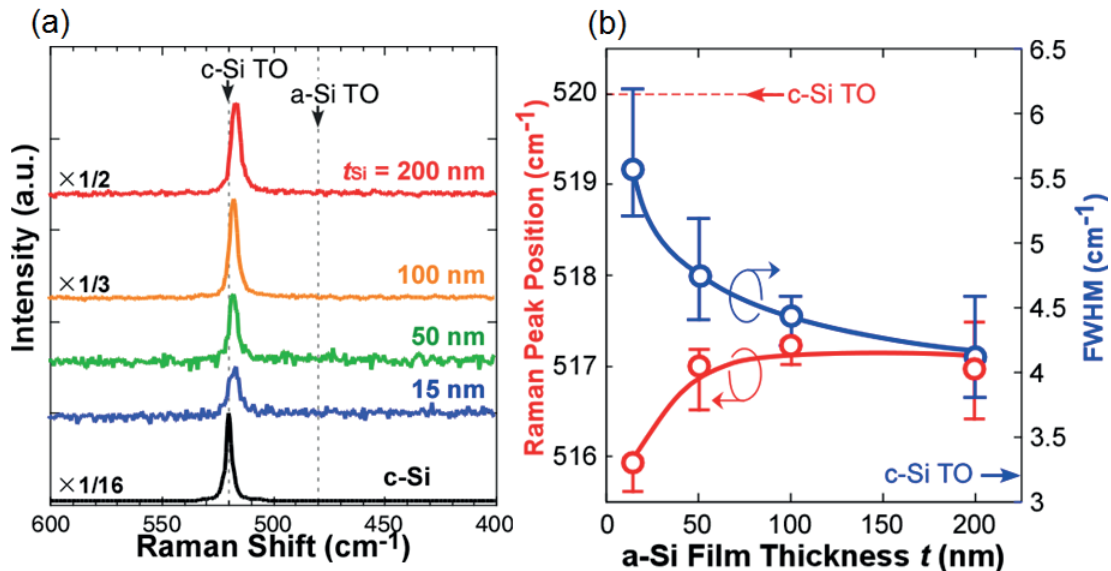 (a)
c-Si TO
a-Si TO
tSi = 200 nm
×1/2
100 nm
×1/3
50 nm
15 nm
×1/16
c-Si
600
550
500
450
400
Raman Shift (cm-1)
Intensity (a.u.)
(b)
Raman Peak Position (cm-1)
520
519
518
517
516
c-Si TO
c-Si TO
6.5
6
5.5
5
4.5
4
3.5
3
FWHM (cm-1)
0
50
100
150
200
a-Si Film Thickness t (nm)